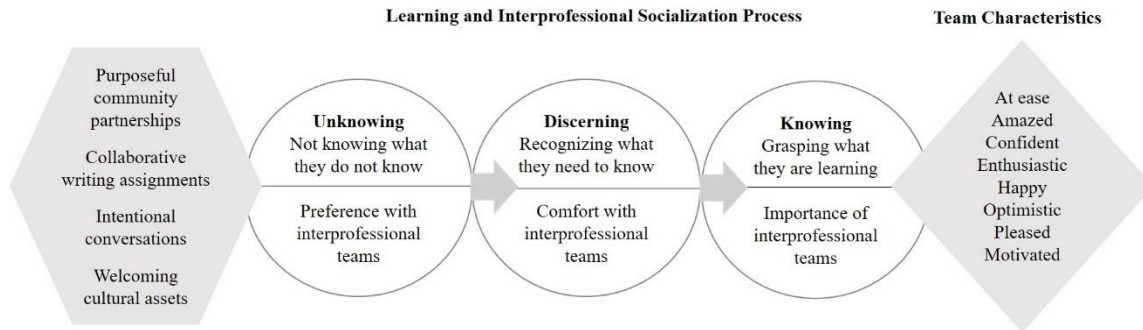 Learning and Interprofessional Socialization Process
Team Characteristics
Purposeful
community
partnerships
Collaborative
writing assignments
Intentional
conversations
Welcoming
cultural assets
Unknowing
Not knowing what
they do not know
Preference with
interprofessional
teams
Discerning
Recognizing what
they need to know
Comfort with
interprofessional
teams
Knowing
Grasping what
they are learning
Importance of
interprofessional
teams
At ease
Amazed
Confident
Enthusiastic
Happy
Optimistic
Pleased
Motivated